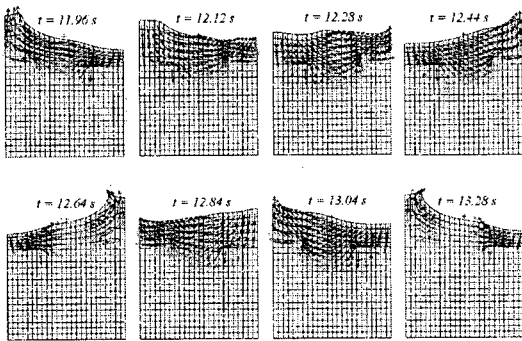 t = 11.96 s
t = 12.12 s
t = 12.28 s
t = 12.44 s
t = 12.64 s
t = 12.84 s
t = 13.04 s
t = 13.28 s